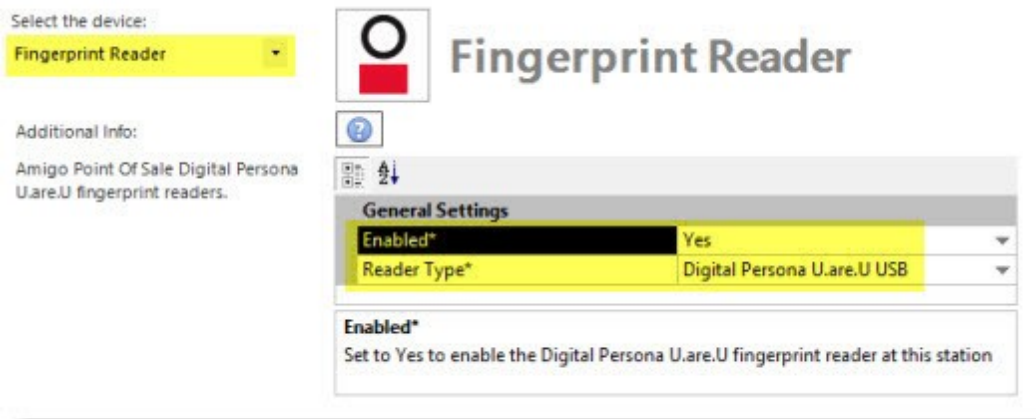 Select the device:
Fingerprint Reader
Additional Info:
Amigo Point Of Sale Digital Persona
U.are.U fingerprint readers.
Fingerprint Reader
General Settings
Enabled* Yes
Reader Type* Digital Persona U.are.U USB
Enabled*
Set to Yes to enable the Digital Persona U.are.U fingerprint reader at this station